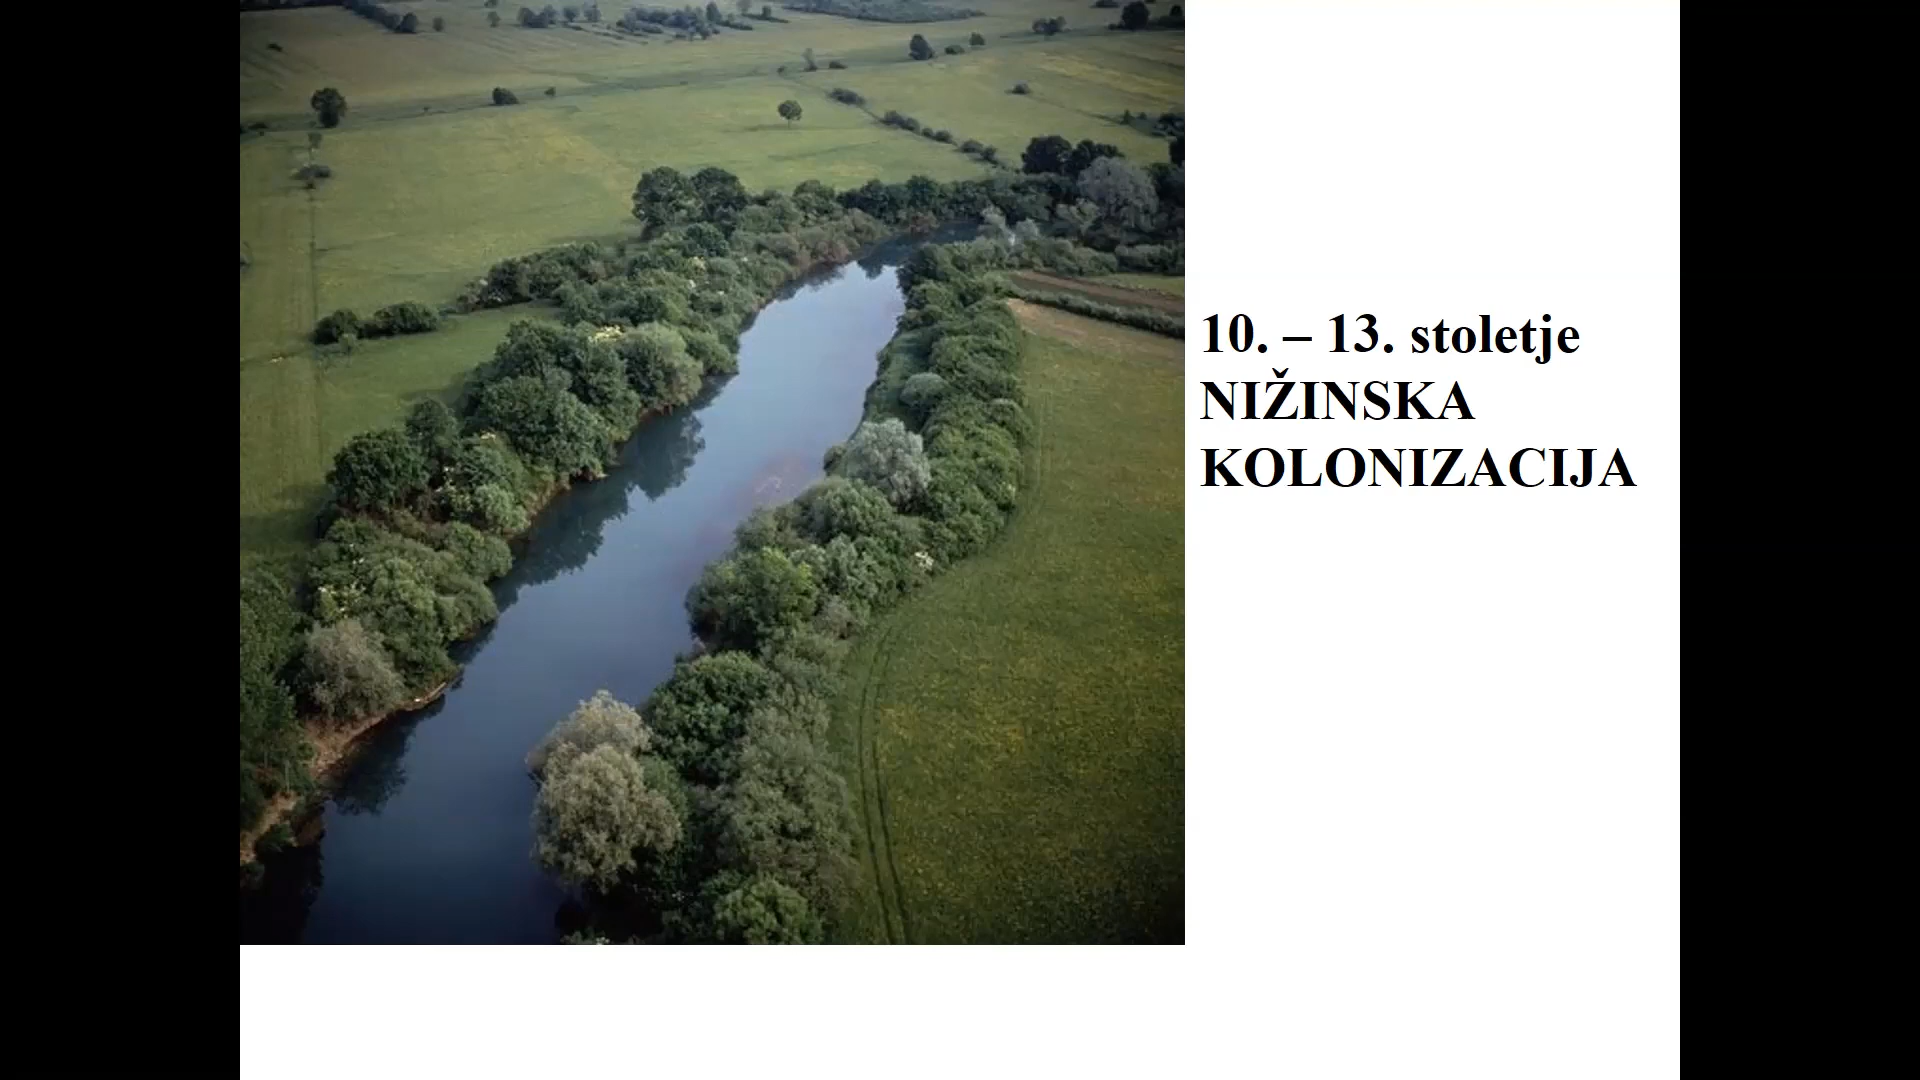 10. – 13. stoletje
NIŽINSKA
KOLONIZACIJA